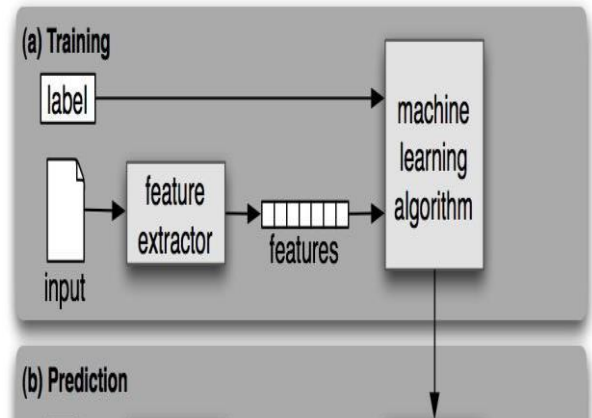 (a) Training
label
machine
learning
algorithm
feature
extractor
features
input
(b) Prediction